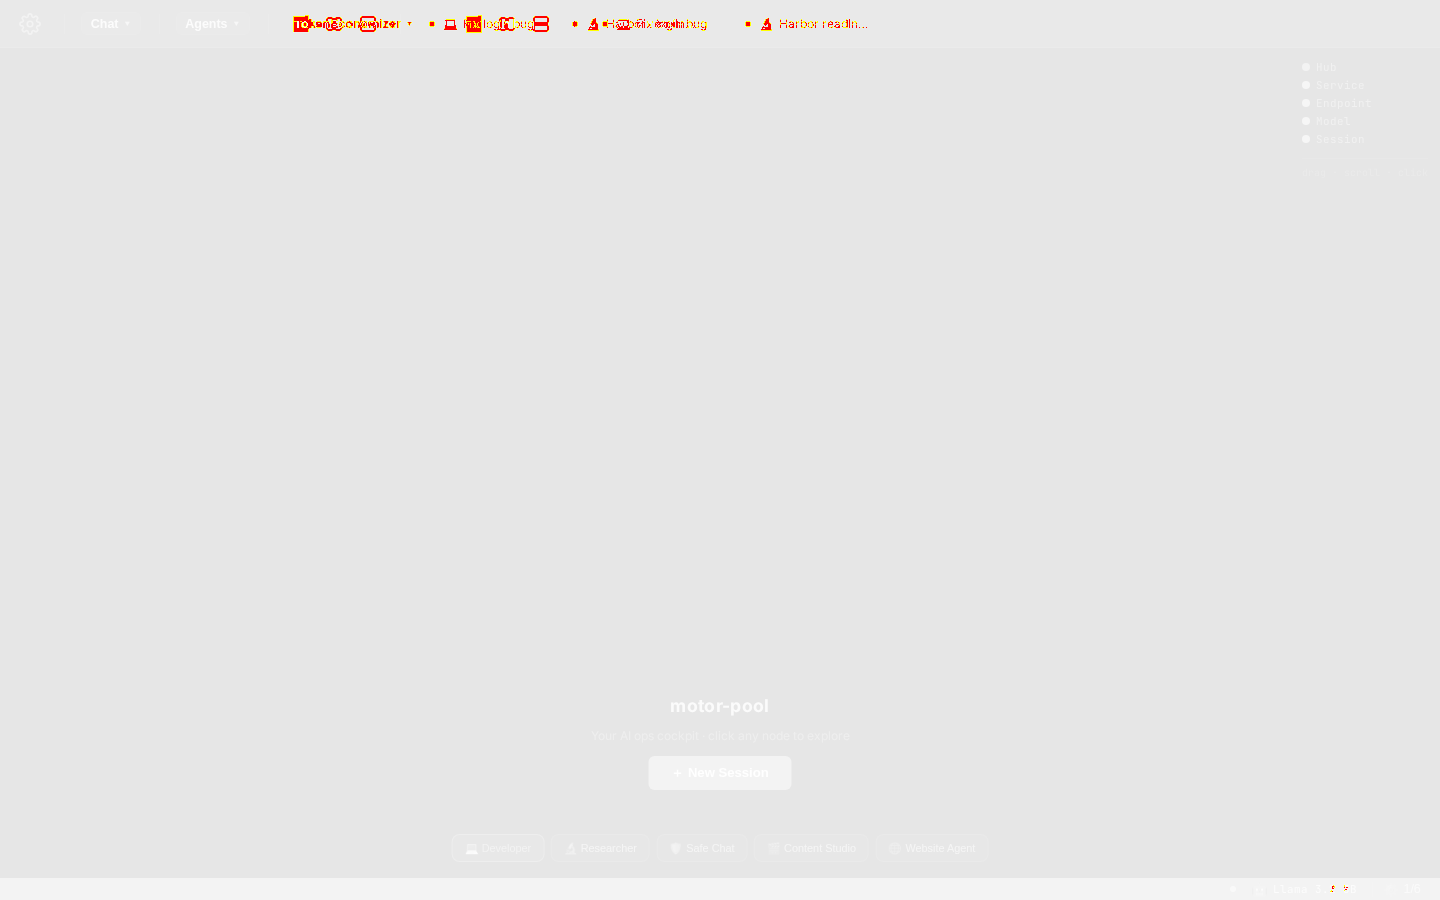 Chat ▾ Agents ▾ Harbor readin...
Hub
Service
Endpoint
Model
Session
motor-pool
Your AI ops cockpit · click any node to explore
+ New Session
Developer Researcher Safe Chat Content Studio Website Agent